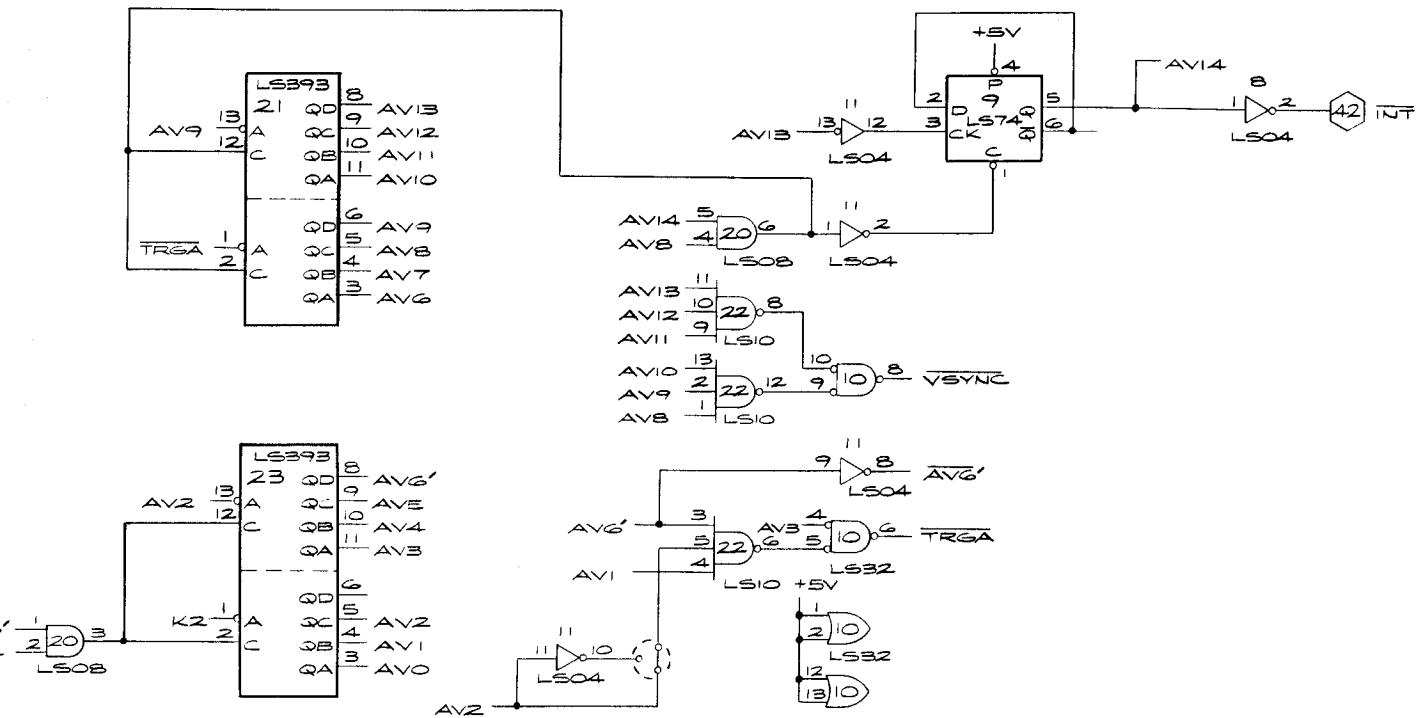 LS393
21
13 A
12 C
AV9
QD 8 AV13
QC 9 AV12
QB 10 AV11
QA 11 AV10
TRGA
1 A
2 C
QD 6 AV9
QC 5 AV8
QB 4 AV7
QA 3 AV6
+5V
4
P
9
LS74
2 D
3 CK
Q 5
Q 6
C
1
AV13
11
13 12
LS04
AV14
8
1 2
LS04
42 INT
AV14 5
AV8 4
20 6
LS08
11
1 2
LS04
AV13 11
AV12 10
AV11 9
22 8
LS10
AV10 13
AV9 2
AV8 1
22 12
LS10
10
9
10 8 VSYNC
LS393
23
AV2 13 A
12 C
QD 8 AV6'
QC 9 AV5
QB 10 AV4
QA 11 AV3
K2 1 A
2 C
QD 6
QC 5 AV2
QB 4 AV1
QA 3 AV0
1
2
20 3
LS08
11
9 8 AV6'
LS04
AV6' 3
5
AV1 4
22 6
LS10
AV3 4
5
10 6 TRGA
LS32
+5V
1
2
10
LS32
12
13
10
11
11 10
LS04
AV2